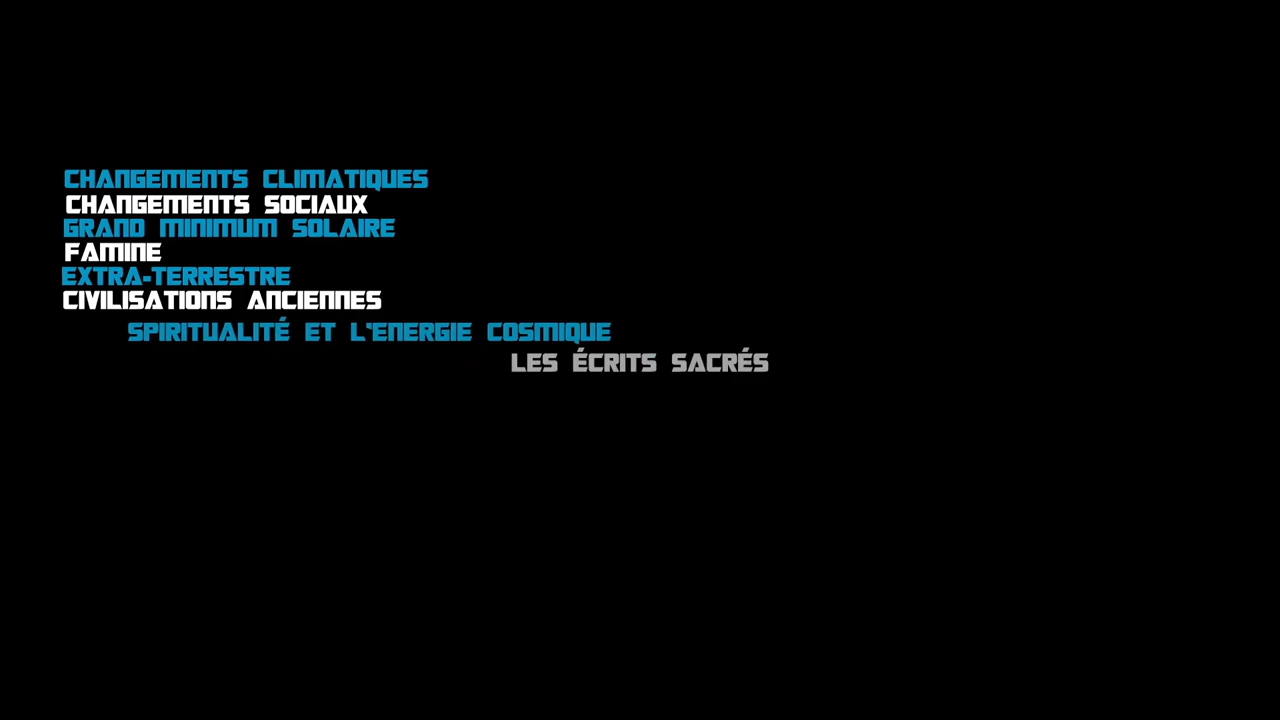 CHANGEMENTS CLIMATIQUES
CHANGEMENTS SOCIAUX
GRAND MINIMUM SOLAIRE
FAMINE
EXTRA-TERRESTRE
CIVILISATIONS ANCIENNES
SPIRITUALITÉ ET L'ENERGIE COSMIQUE
LES ÉCRITS SACRÉS